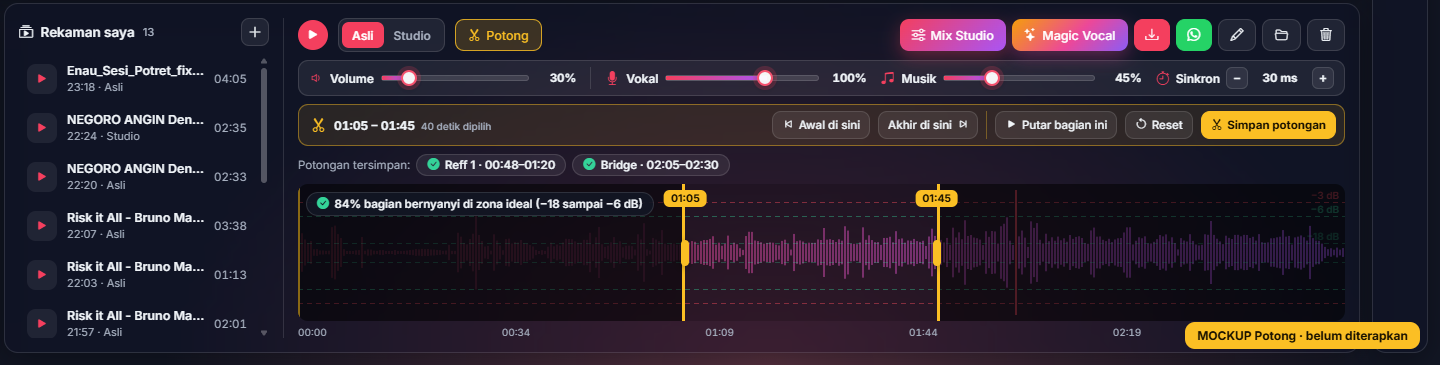 Rekaman saya 13
Enau_Sesi_Potret_fix...
23:18 · Asli
04:05
NEGORO ANGIN Den...
22:24 · Studio
02:35
NEGORO ANGIN Den...
22:20 · Asli
02:33
Risk it All - Bruno Ma...
22:07 · Asli
03:38
Risk it All - Bruno Ma...
22:03 · Asli
01:13
Risk it All - Bruno Ma...
21:57 · Asli
02:01
Asli Studio Potong
Mix Studio Magic Vocal
Volume 30% Vokal 100% Musik 45% Sinkron − 30 ms +
01:05 – 01:45 40 detik dipilih
Awal di sini Akhir di sini Putar bagian ini Reset Simpan potongan
Potongan tersimpan: Reff 1 · 00:48–01:20 Bridge · 02:05–02:30
84% bagian bernyanyi di zona ideal (−18 sampai −6 dB)
01:05 01:45
−3 dB
−6 dB
−18 dB
00:00 00:34 01:09 01:44 02:19
MOCKUP Potong · belum diterapkan